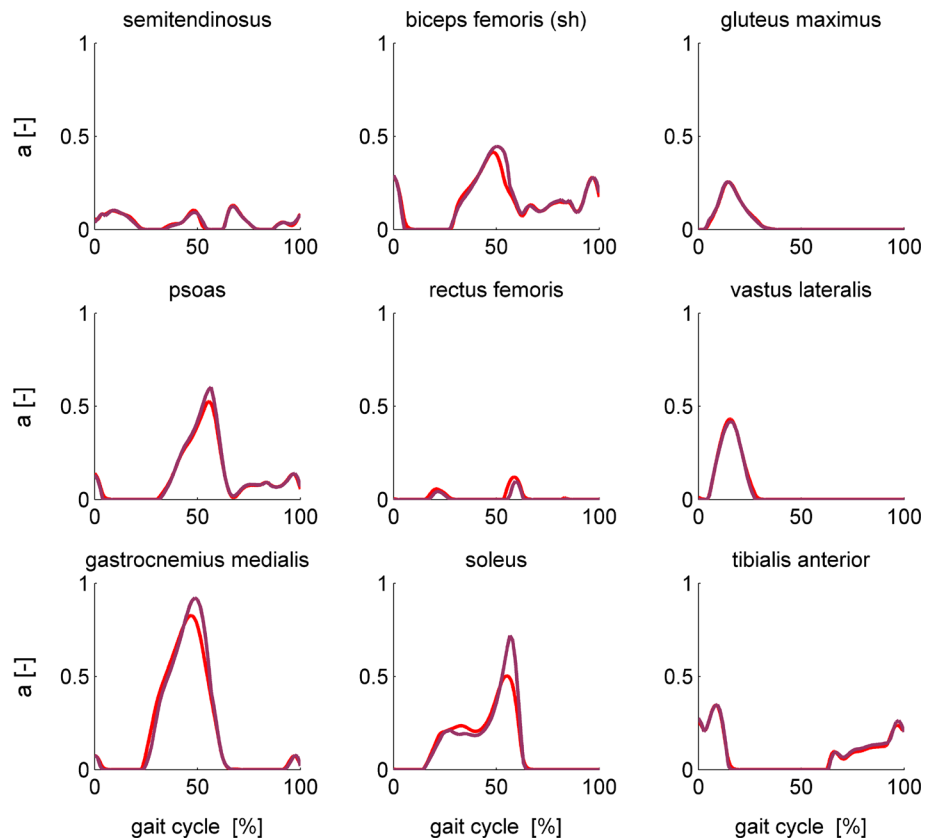 semitendinosus biceps femoris (sh) gluteus maximus
1 1 1
a [-] 0.5 0.5 0.5
0 0 0
0 50 100 0 50 100 0 50 100
psoas rectus femoris vastus lateralis
1 1 1
a [-] 0.5 0.5 0.5
0 0 0
0 50 100 0 50 100 0 50 100
gastrocnemius medialis soleus tibialis anterior
1 1 1
a [-] 0.5 0.5 0.5
0 0 0
0 50 100 0 50 100 0 50 100
gait cycle [%] gait cycle [%] gait cycle [%]